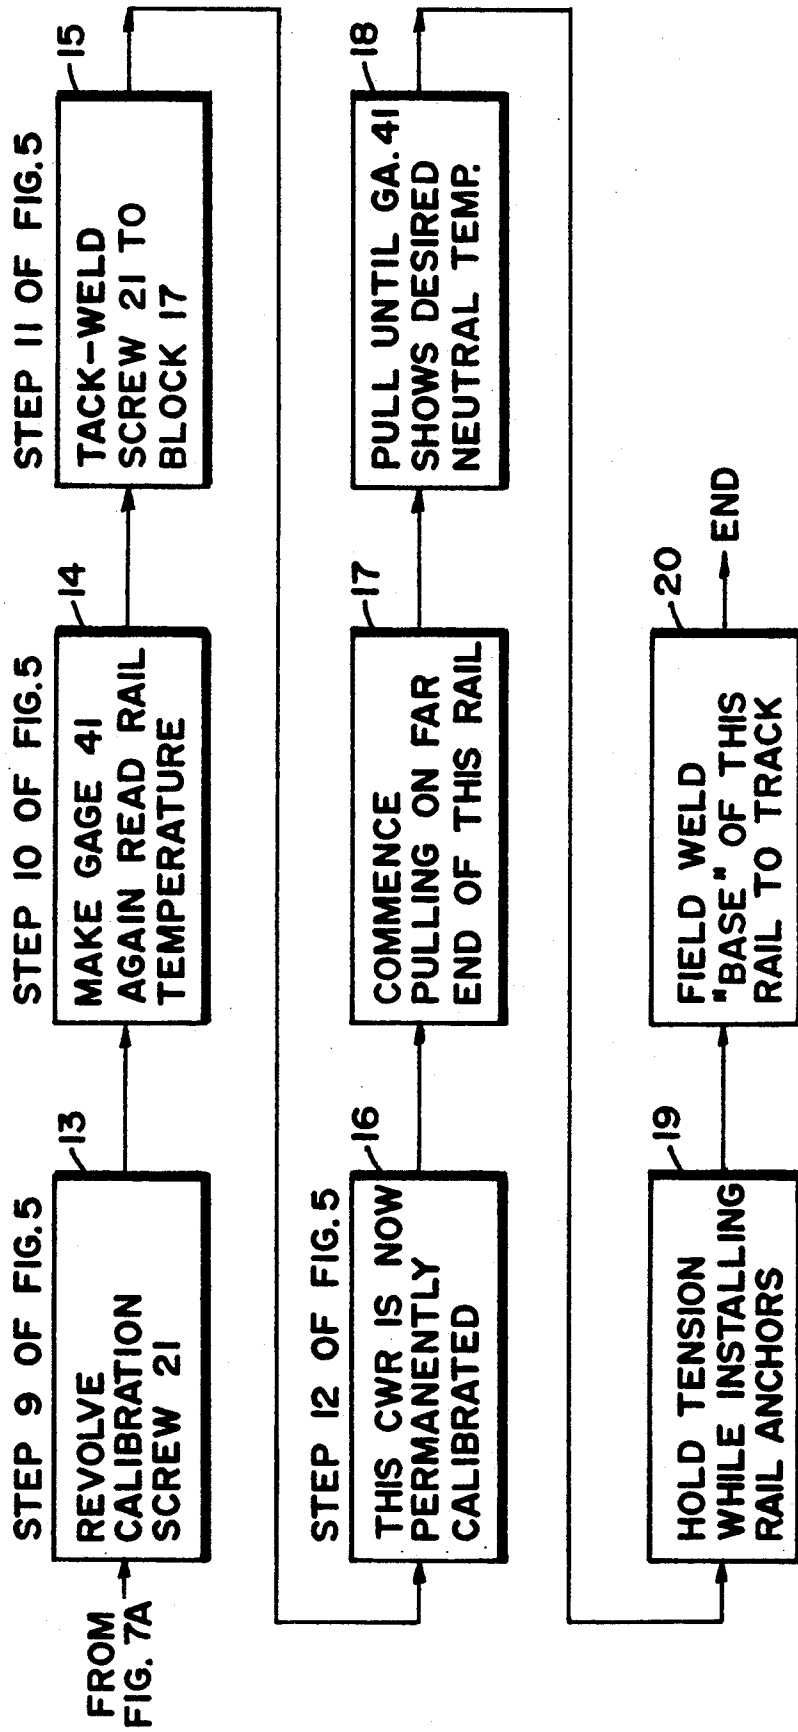 FROM
FIG. 7A
STEP 9 OF FIG.5
13
REVOLVE
CALIBRATION
SCREW 21
STEP 10 OF FIG.5
14
MAKE GAGE 41
AGAIN READ RAIL
TEMPERATURE
STEP 11 OF FIG.5
15
TACK-WELD
SCREW 21 TO
BLOCK 17
STEP 12 OF FIG.5
16
THIS CWR IS NOW
PERMANENTLY
CALIBRATED
17
COMMENCE
PULLING ON FAR
END OF THIS RAIL
18
PULL UNTIL GA.41
SHOWS DESIRED
NEUTRAL TEMP.
19
HOLD TENSION
WHILE INSTALLING
RAIL ANCHORS
20
FIELD WELD
"BASE" OF THIS
RAIL TO TRACK
END